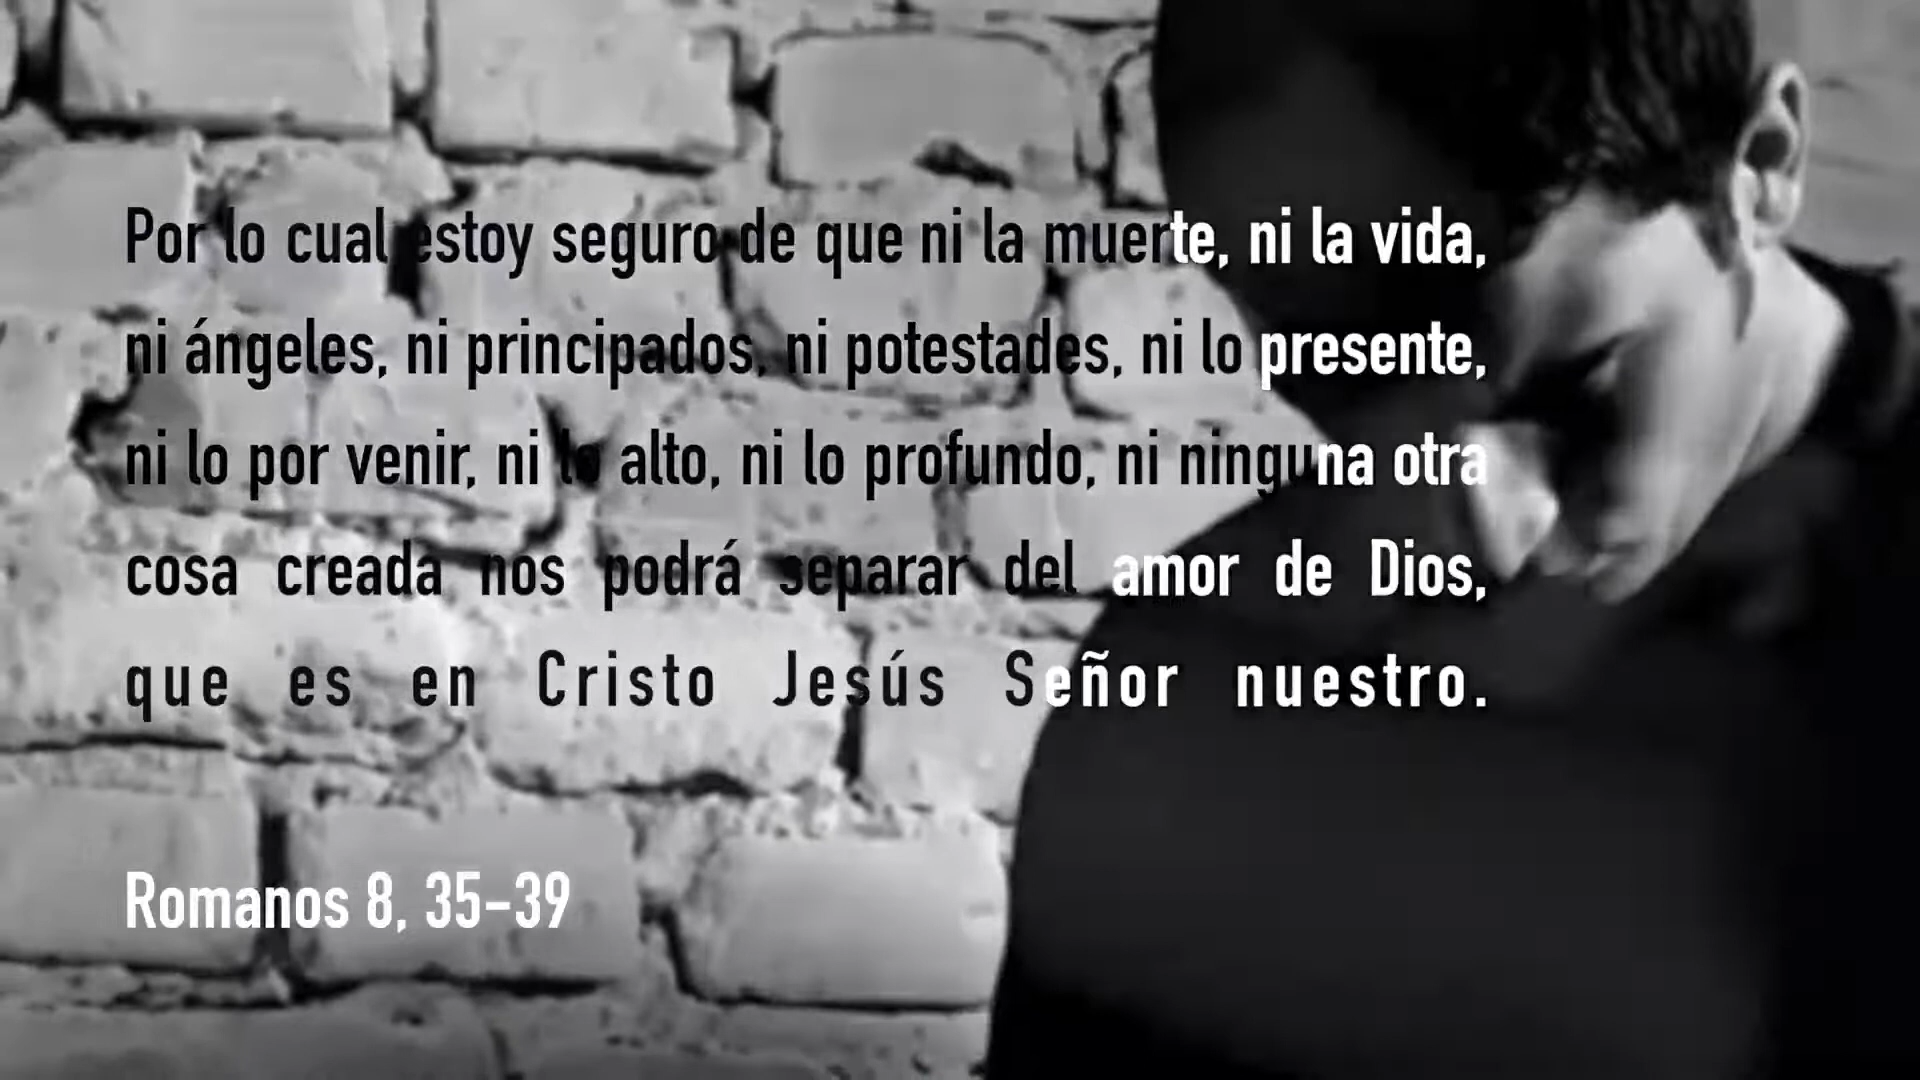 Por lo cual estoy seguro de que ni la muerte, ni la vida,
ni ángeles, ni principados, ni potestades, ni lo presente,
ni lo por venir, ni lo alto, ni lo profundo, ni ninguna otra
cosa creada nos podrá separar del amor de Dios,
que es en Cristo Jesús Señor nuestro.
Romanos 8, 35-39